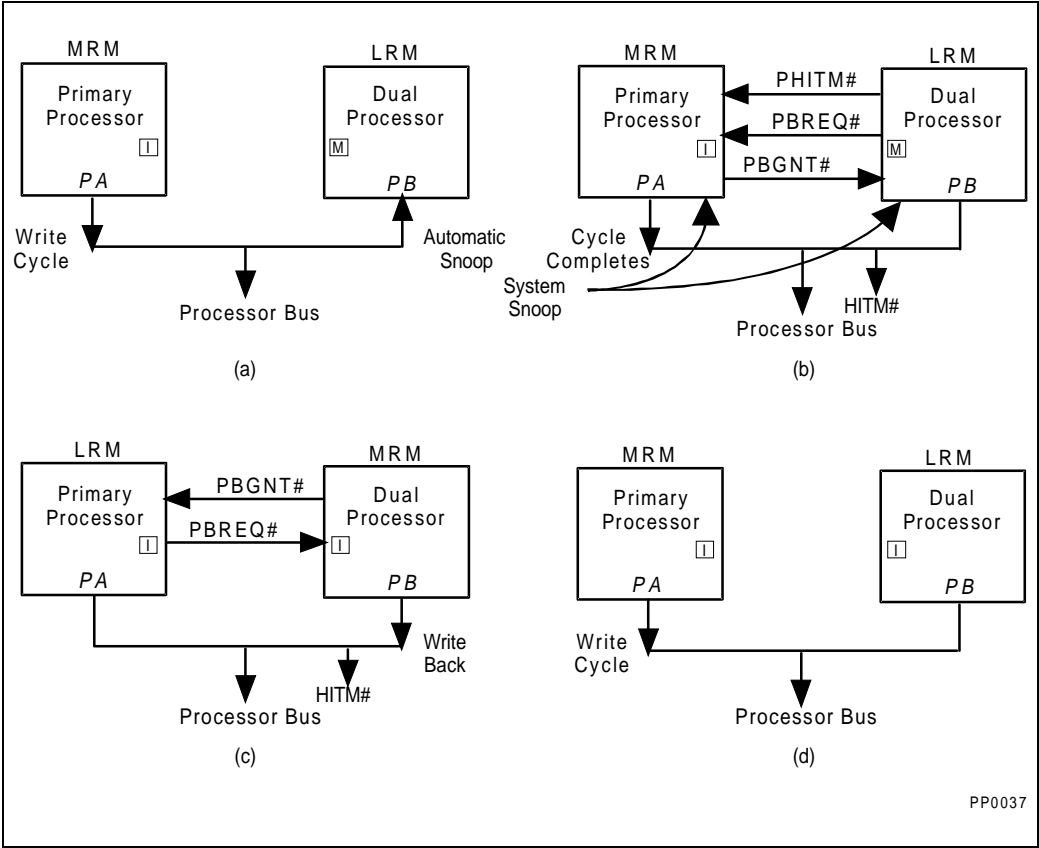 MRM
Primary
Processor
I
PA
LRM
Dual
Processor
M
PB
Write
Cycle
Automatic
Snoop
Processor Bus
(a)
MRM
Primary
Processor
I
PA
PHITM#
PBREQ#
PBGNT#
LRM
Dual
Processor
M
PB
Cycle
Completes
System
Snoop
HITM#
Processor Bus
(b)
LRM
Primary
Processor
I
PA
PBGNT#
PBREQ#
MRM
Dual
Processor
I
PB
Write
Back
HITM#
Processor Bus
(c)
MRM
Primary
Processor
I
PA
LRM
Dual
Processor
I
PB
Write
Cycle
Processor Bus
(d)
PP0037